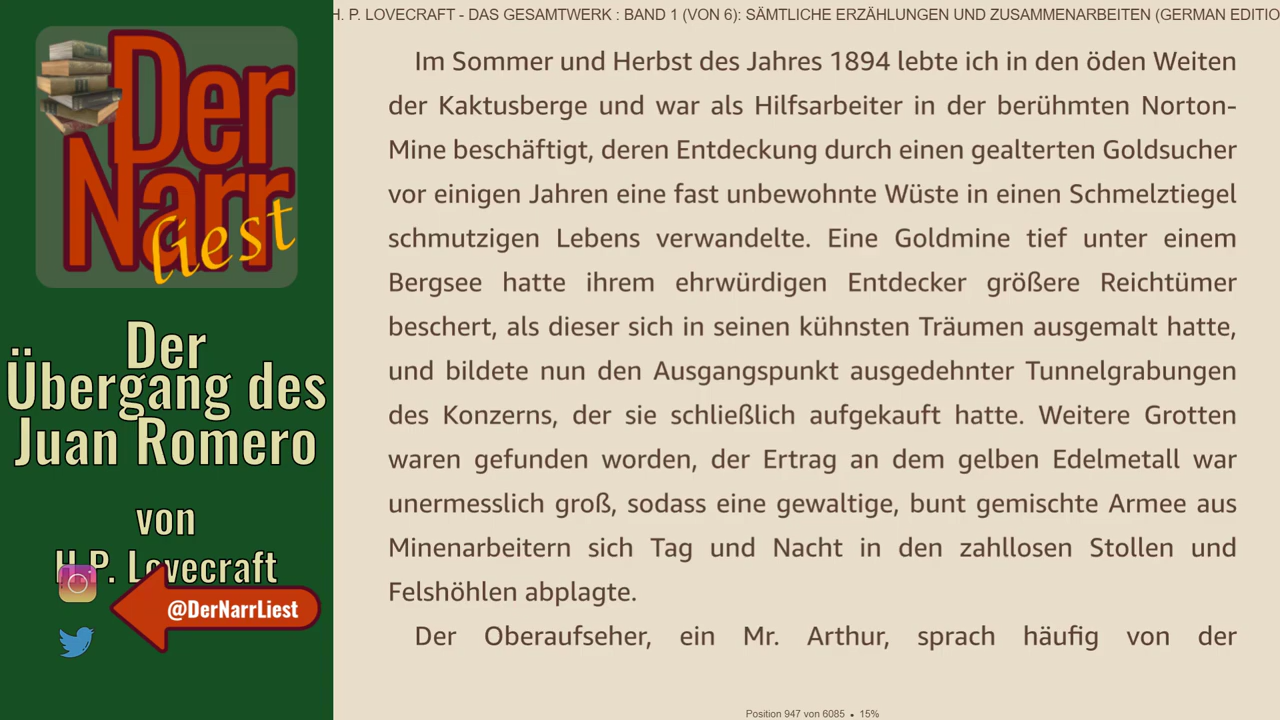 H. P. LOVECRAFT - DAS GESAMTWERK : BAND 1 (VON 6): SÄMTLICHE ERZÄHLUNGEN UND ZUSAMMENARBEITEN (GERMAN EDITIO
Der
Narr
liest
Der
Übergang des
Juan Romero
von
H. P. Lovecraft
@DerNarrLiest
Im Sommer und Herbst des Jahres 1894 lebte ich in den öden Weiten
der Kaktusberge und war als Hilfsarbeiter in der berühmten Norton-
Mine beschäftigt, deren Entdeckung durch einen gealterten Goldsucher
vor einigen Jahren eine fast unbewohnte Wüste in einen Schmelztiegel
schmutzigen Lebens verwandelte. Eine Goldmine tief unter einem
Bergsee hatte ihrem ehrwürdigen Entdecker größere Reichtümer
beschert, als dieser sich in seinen kühnsten Träumen ausgemalt hatte,
und bildete nun den Ausgangspunkt ausgedehnter Tunnelgrabungen
des Konzerns, der sie schließlich aufgekauft hatte. Weitere Grotten
waren gefunden worden, der Ertrag an dem gelben Edelmetall war
unermesslich groß, sodass eine gewaltige, bunt gemischte Armee aus
Minenarbeitern sich Tag und Nacht in den zahllosen Stollen und
Felshöhlen abplagte.
Der Oberaufseher, ein Mr. Arthur, sprach häufig von der
Position 947 von 6085 • 15%